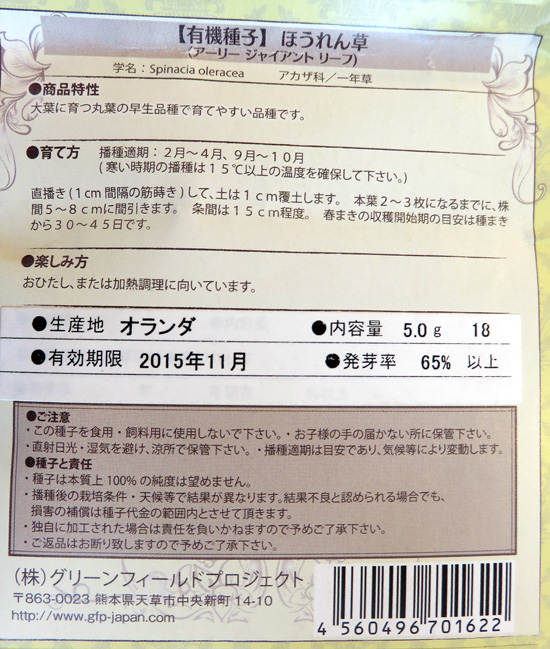 【有機種子】 ほうれん草
(アーリー ジャイアント リーフ)
学名：Spinacia oleracea アカザ科／一年草
●商品特性
大葉に育つ丸葉の早生品種で育てやすい品種です。
●育て方 播種適期：２月～４月、９月～１０月
(寒い時期の播種は１５℃以上の温度を確保して下さい。)
直播き(１cm間隔の筋蒔き)して、土は１ｃｍ覆土します。 本葉２～３枚になるまでに、株
間５～８ｃｍに間引きます。 条間は１５ｃｍ程度。 春まきの収穫開始期の目安は種まき
から３０～４５日です。
●楽しみ方
おひたし、または加熱調理に向いています。
●生産地 オランダ ●内容量 5.0ｇ 18
●有効期限 2015年11月 ●発芽率 65% 以上
●ご注意
・この種子を食用・飼料用に使用しないで下さい。・お子様の手の届かない所に保管下さい。
・直射日光・湿気を避け、涼所で保管下さい。・播種適期は目安であり、気候等により変動します。
●種子と責任
・種子は本質上100%の純度は望めません。
・播種後の栽培条件・天候等で結果が異なります。結果不良と認められる場合でも、
損害の補償は種子代金の範囲内とさせて頂きます。
・独自に加工された場合は責任を負いかねますので予めご了承下さい。
・ご返品はお断り致しますので予めご了承下さい。
(株)グリーンフィールドプロジェクト
〒863-0023 熊本県天草市中央新町14-10
http://www.gfp-japan.com
4 560496 701622